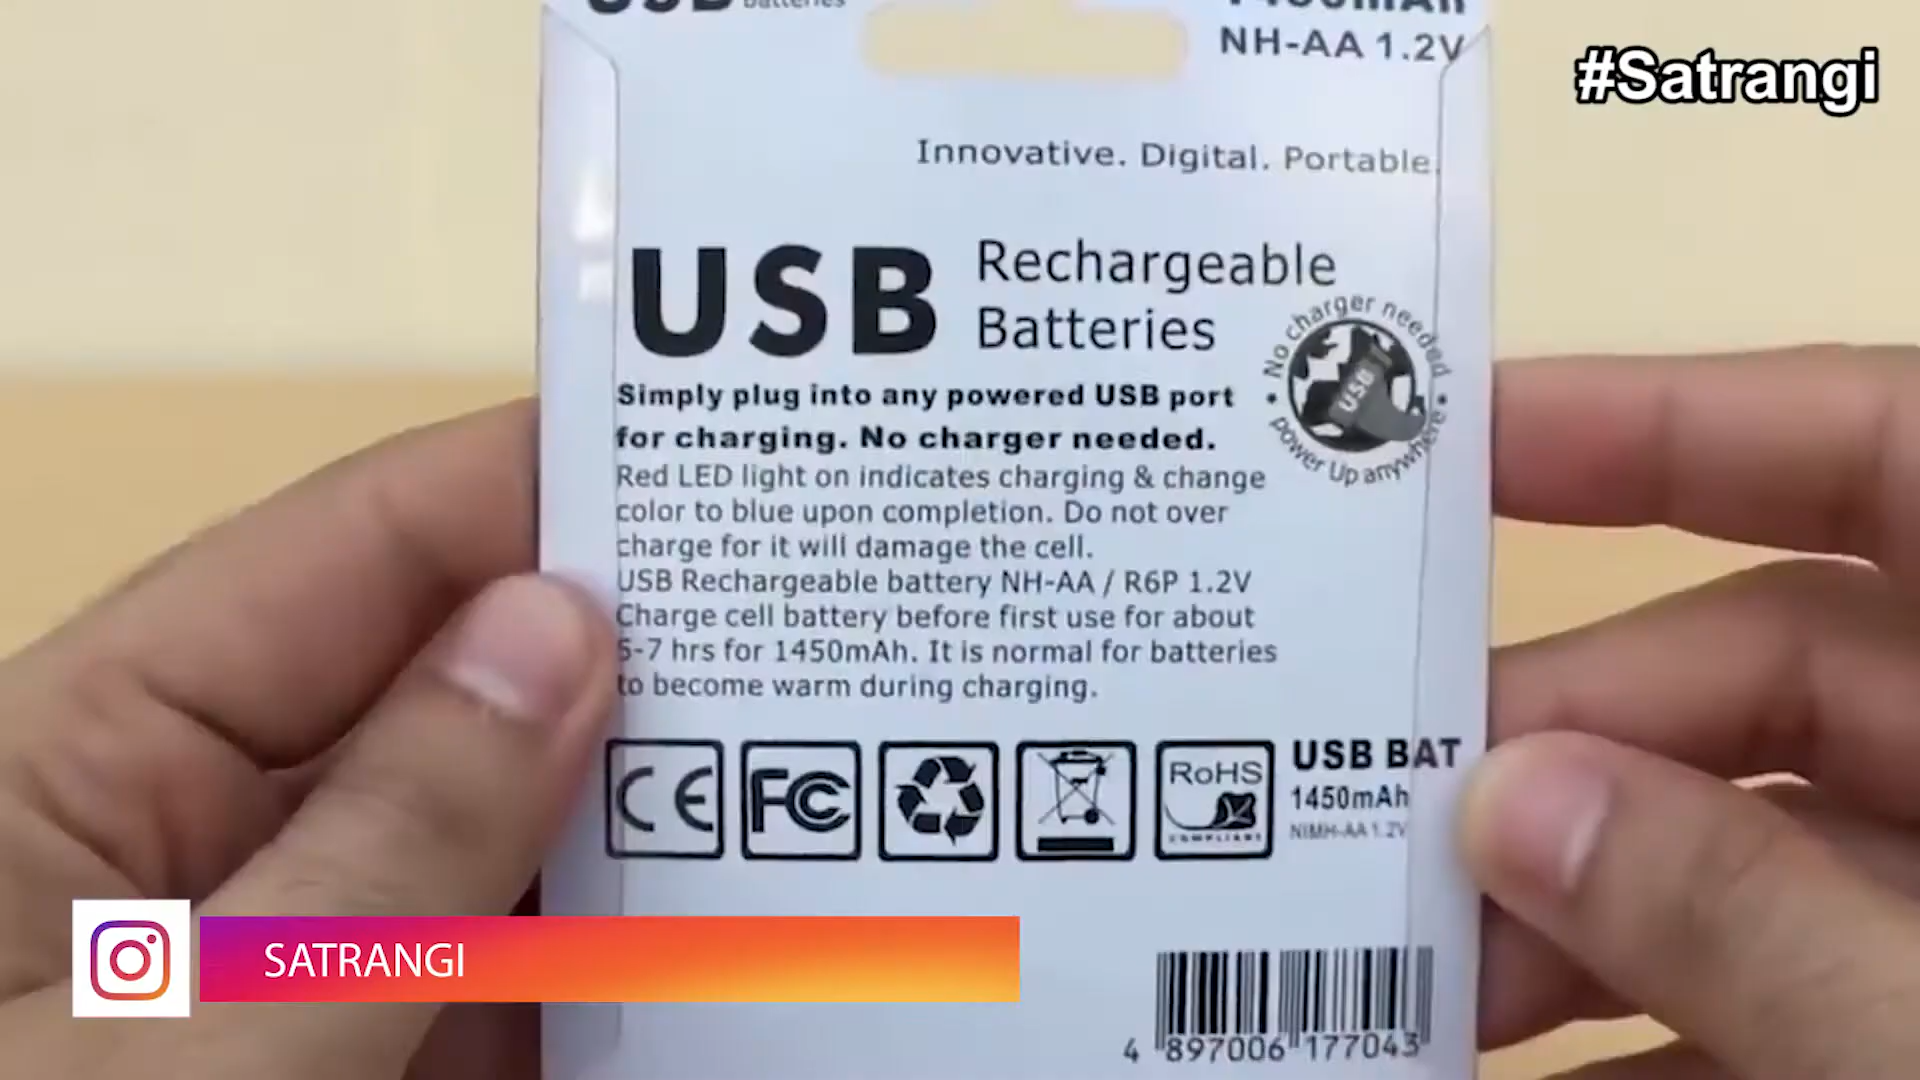 USB Batteries
1450mAh
NH-AA 1.2V
#Satrangi
Innovative. Digital. Portable.
USB Rechargeable
Batteries
No charger needed
USB
power Up anywhere
Simply plug into any powered USB port
for charging. No charger needed.
Red LED light on indicates charging & change
color to blue upon completion. Do not over
charge for it will damage the cell.
USB Rechargeable battery NH-AA / R6P 1.2V
Charge cell battery before first use for about
5-7 hrs for 1450mAh. It is normal for batteries
to become warm during charging.
CE FC RoHS
COMPLIANT
USB BAT
1450mAh
NIMH-AA 1.2V
SATRANGI
4 897006 177043